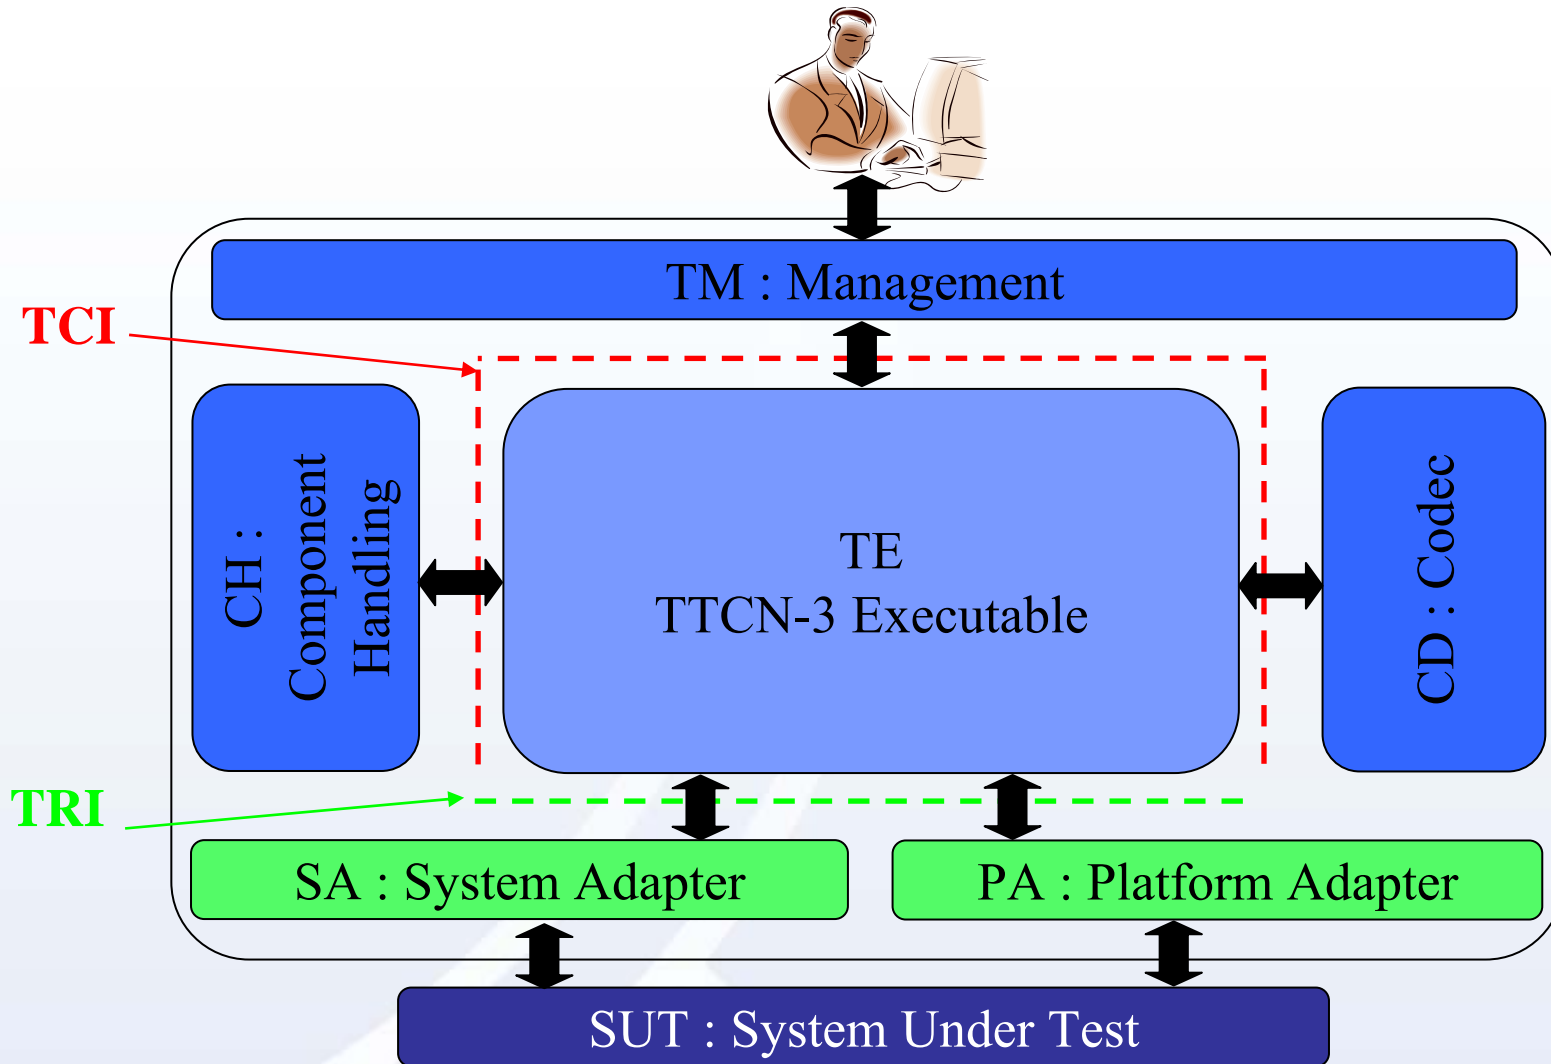 TM : Management
TCI
CH :
Component
Handling
TE
TTCN-3 Executable
CD : Codec
TRI
SA : System Adapter
PA : Platform Adapter
SUT : System Under Test